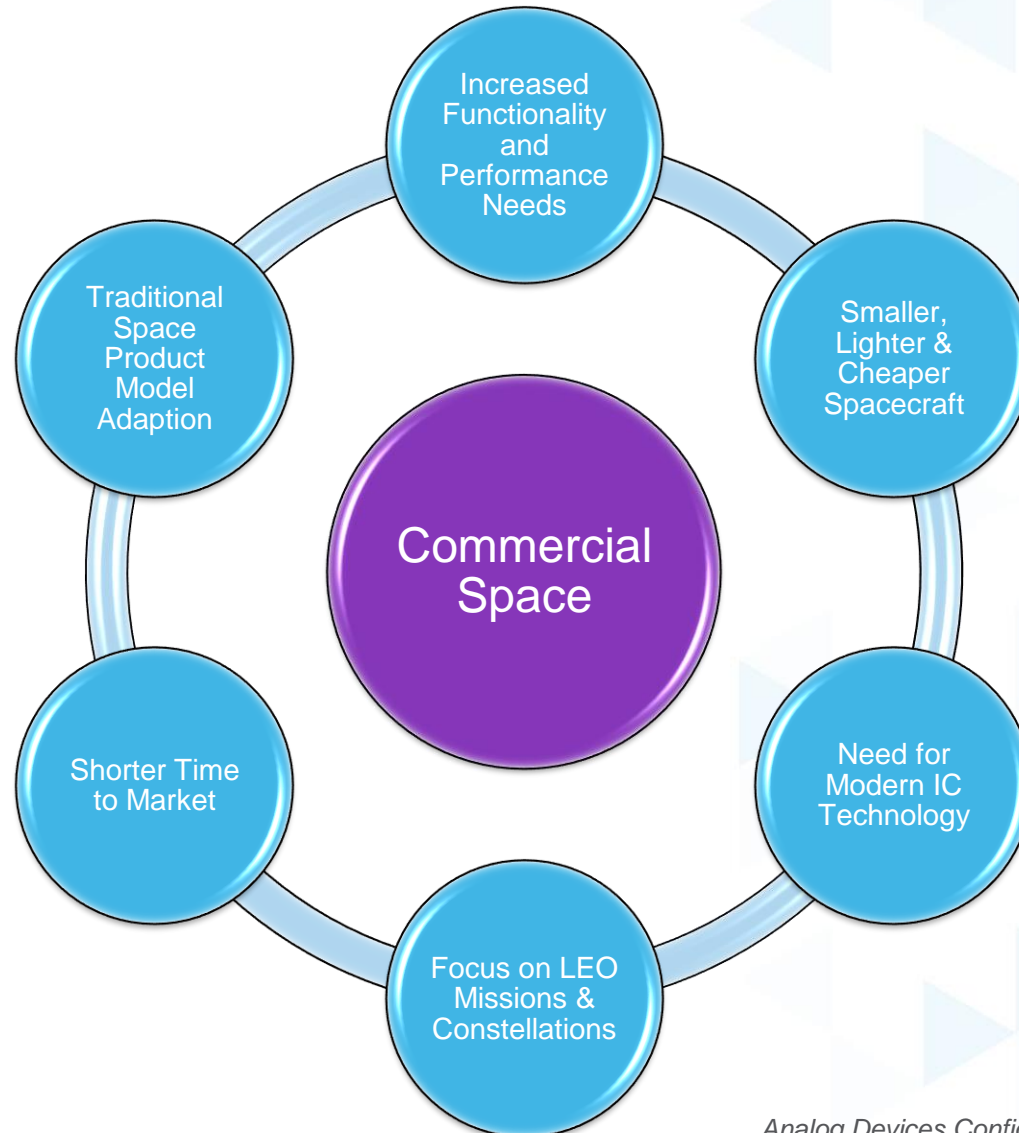 Increased
Functionality
and
Performance
Needs
Smaller,
Lighter &
Cheaper
Spacecraft
Need for
Modern IC
Technology
Focus on LEO
Missions &
Constellations
Shorter Time
to Market
Traditional
Space
Product
Model
Adaption
Commercial
Space
Analog Devices